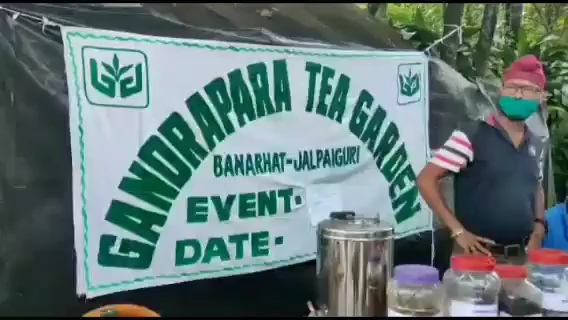 GANDRAPARA TEA GARDEN
BANARHAT-JALPAIGURI
EVENT-
DATE-